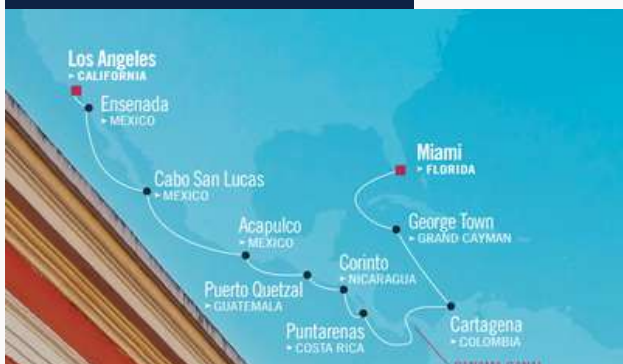 Los Angeles
▸ CALIFORNIA
Ensenada
▸ MEXICO
Cabo San Lucas
▸ MEXICO
Acapulco
▸ MEXICO
Puerto Quetzal
▸ GUATEMALA
Corinto
▸ NICARAGUA
Puntarenas
▸ COSTA RICA
Cartagena
▸ COLOMBIA
George Town
▸ GRAND CAYMAN
Miami
▸ FLORIDA